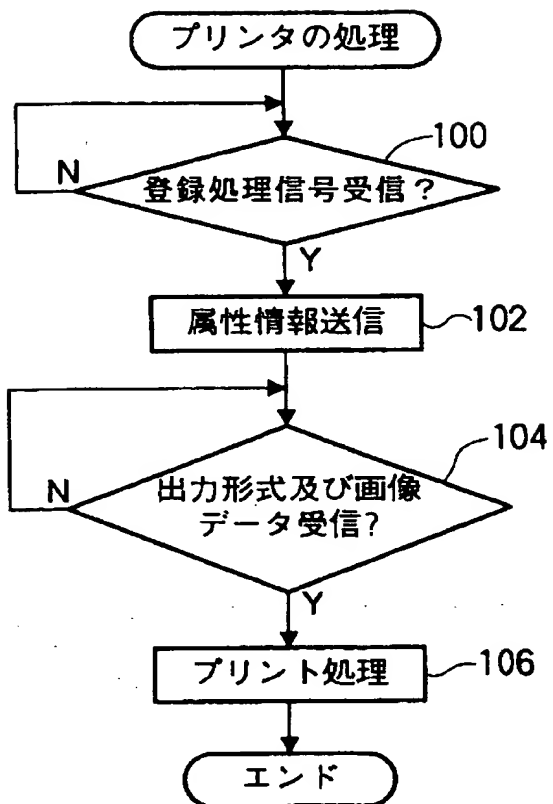 プリンタの処理
100
N
登録処理信号受信？
Y
属性情報送信
102
104
N
出力形式及び画像
データ受信?
Y
プリント処理
106
エンド